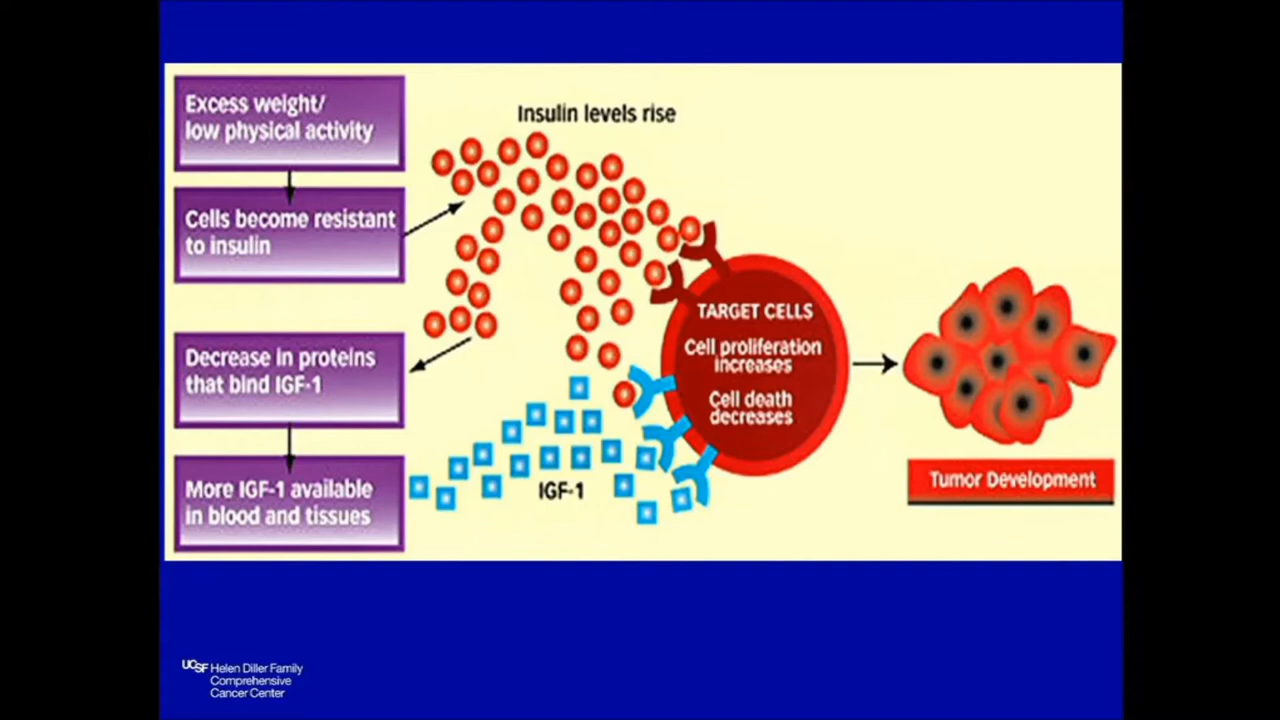 Excess weight/
low physical activity
Cells become resistant
to insulin
Decrease in proteins
that bind IGF-1
More IGF-1 available
in blood and tissues
Insulin levels rise
IGF-1
TARGET CELLS
Cell proliferation
increases
Cell death
decreases
Tumor Development
UCSF Helen Diller Family
Comprehensive
Cancer Center